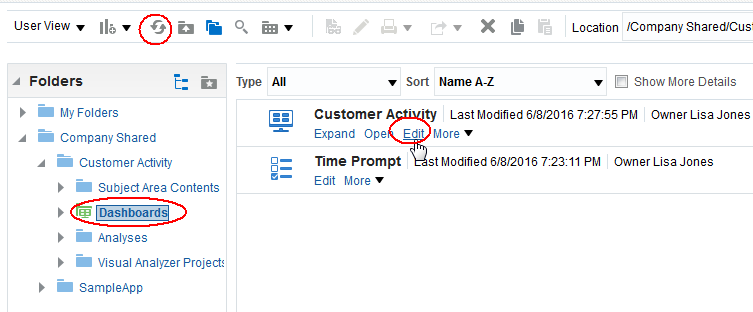 User View Location /Company Shared/Cust
Folders
My Folders
Company Shared
Customer Activity
Subject Area Contents
Dashboards
Analyses
Visual Analyzer Projects
SampleApp
Type All Sort Name A-Z Show More Details
Customer Activity Last Modified 6/8/2016 7:27:55 PM Owner Lisa Jones
Expand Open Edit More
Time Prompt Last Modified 6/8/2016 7:23:11 PM Owner Lisa Jones
Edit More